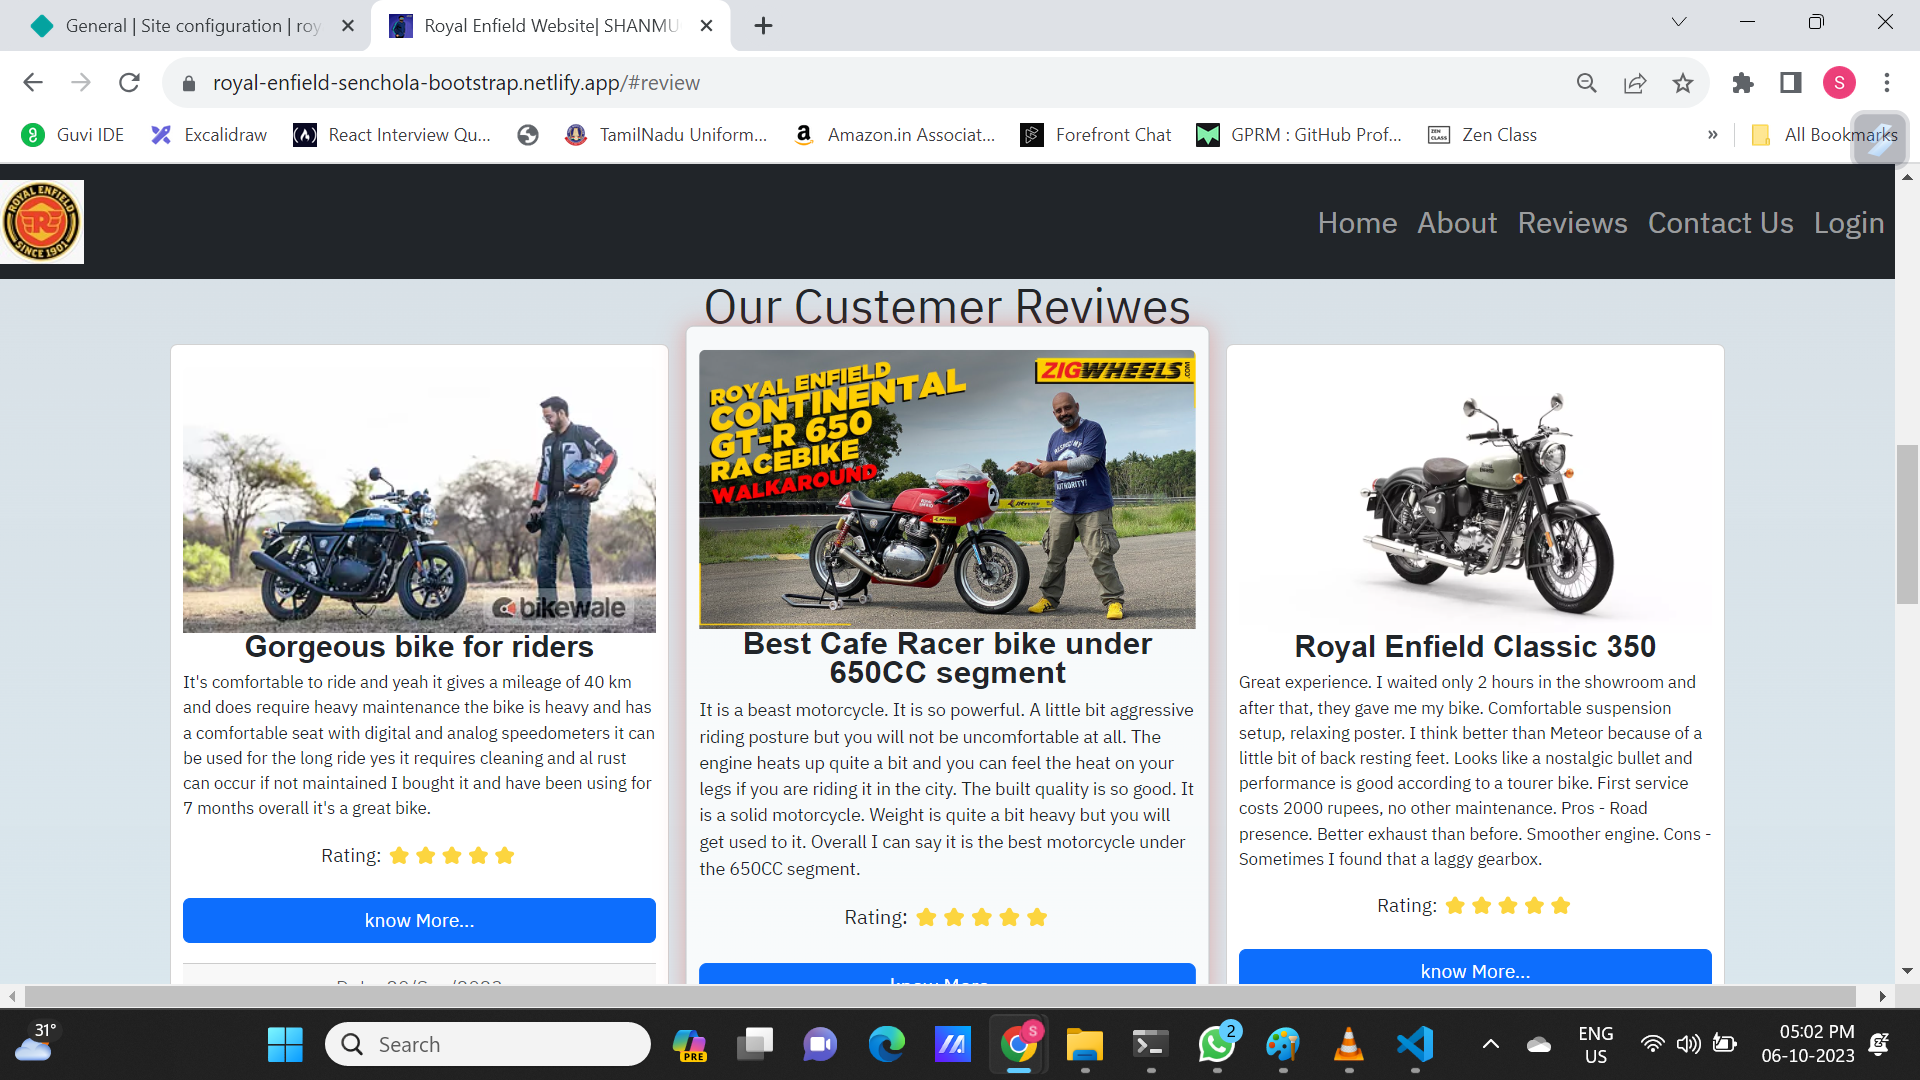 General | Site configuration | roy
Royal Enfield Website| SHANMU
royal-enfield-senchola-bootstrap.netlify.app/#review
S
Guvi IDE
Excalidraw
React Interview Qu...
TamilNadu Uniform...
Amazon.in Associat...
Forefront Chat
GPRM : GitHub Prof...
ZEN CLASS
Zen Class
»
All Bookmarks
ROYAL ENFIELD
R
SINCE 1901
Home
About
Reviews
Contact Us
Login
Our Custemer Reviwes
bikewale
Gorgeous bike for riders
It's comfortable to ride and yeah it gives a mileage of 40 km
and does require heavy maintenance the bike is heavy and has
a comfortable seat with digital and analog speedometers it can
be used for the long ride yes it requires cleaning and al rust
can occur if not maintained I bought it and have been using for
7 months overall it's a great bike.
Rating:
know More...
ROYAL ENFIELD
CONTINENTAL
GT-R 650
RACEBIKE
WALKAROUND
ZIGWHEELS.COM
AUTHORITY!
2
Best Cafe Racer bike under
650CC segment
It is a beast motorcycle. It is so powerful. A little bit aggressive
riding posture but you will not be uncomfortable at all. The
engine heats up quite a bit and you can feel the heat on your
legs if you are riding it in the city. The built quality is so good. It
is a solid motorcycle. Weight is quite a bit heavy but you will
get used to it. Overall I can say it is the best motorcycle under
the 650CC segment.
Rating:
know More...
Royal Enfield Classic 350
Great experience. I waited only 2 hours in the showroom and
after that, they gave me my bike. Comfortable suspension
setup, relaxing poster. I think better than Meteor because of a
little bit of back resting feet. Looks like a nostalgic bullet and
performance is good according to a tourer bike. First service
costs 2000 rupees, no other maintenance. Pros - Road
presence. Better exhaust than before. Smoother engine. Cons -
Sometimes I found that a laggy gearbox.
Rating:
know More...
31°
Search
PRE
S
2
ENG
US
05:02 PM
06-10-2023